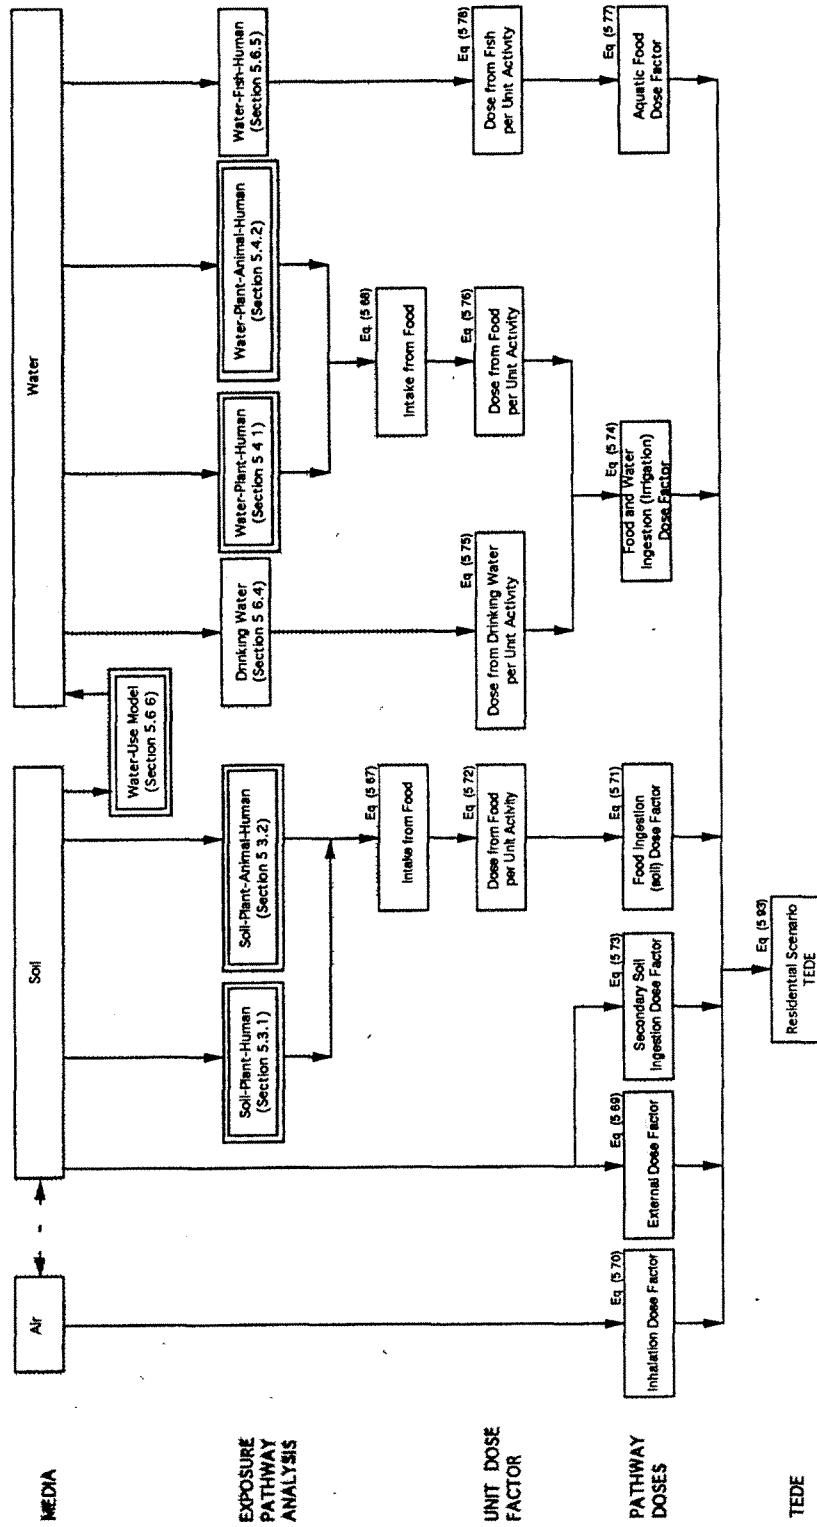 MEDIA
Air
Soil
Water
Water-Use Model
(Section 5.6 6)
EXPOSURE
PATHWAY
ANALYSIS
Soil-Plant-Human
(Section 5.3.1)
Soil-Plant-Animal-Human
(Section 5 3.2)
Drinking Water
(Section 5 6.4)
Water-Plant-Human
(Section 5 4 1)
Water-Plant-Animal-Human
(Section 5.4.2)
Water-Fish-Human
(Section 5.6.5)
Eq (5 67)
Intake from Food
Eq. (5 68)
Intake from Food
UNIT DOSE
FACTOR
Eq (5 72)
Dose from Food
per Unit Activity
Eq (5 75)
Dose from Drinking Water
per Unit Activity
Eq (5 76)
Dose from Food
per Unit Activity
Eq (5 78)
Dose from Fish
per Unit Activity
PATHWAY
DOSES
Eq (5 70)
Inhalation Dose Factor
Eq (5 69)
External Dose Factor
Eq (5 73)
Secondary Soil
Ingestion Dose Factor
Eq (5 71)
Food Ingestion
(soil) Dose Factor
Eq (5 74)
Food and Water
Ingestion (Irrigation)
Dose Factor
Eq (5 77)
Aquatic Food
Dose Factor
TEDE
Eq (5 93)
Residential Scenario
TEDE